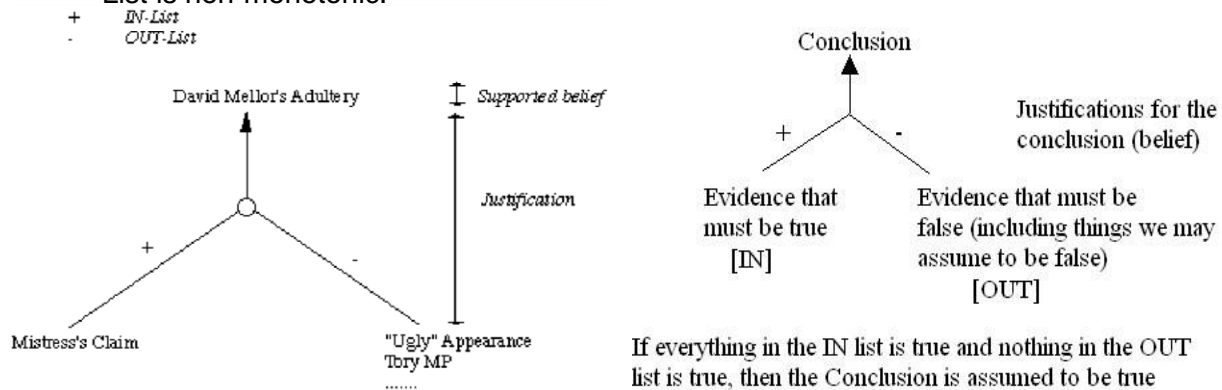 List is non-monotonic.
+ IN-List
- OUT-List
David Mellor's Adultery
Supported belief
+
-
Justification
Mistress's Claim
"Ugly" Appearance
Tory MP
.......
Conclusion
+
-
Justifications for the
conclusion (belief)
Evidence that
must be true
[IN]
Evidence that must be
false (including things we may
assume to be false)
[OUT]
If everything in the IN list is true and nothing in the OUT
list is true, then the Conclusion is assumed to be true